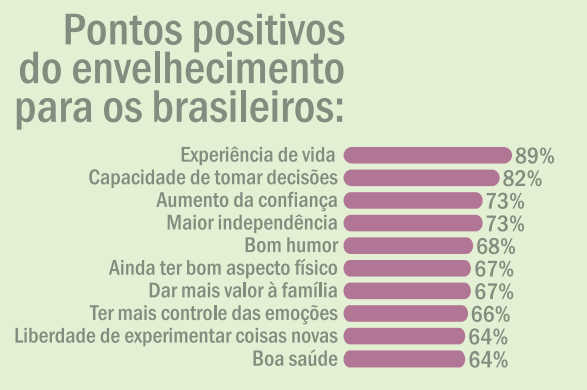 Pontos positivos
do envelhecimento
para os brasileiros:
Experiência de vida 89%
Capacidade de tomar decisões 82%
Aumento da confiança 73%
Maior independência 73%
Bom humor 68%
Ainda ter bom aspecto físico 67%
Dar mais valor à família 67%
Ter mais controle das emoções 66%
Liberdade de experimentar coisas novas 64%
Boa saúde 64%